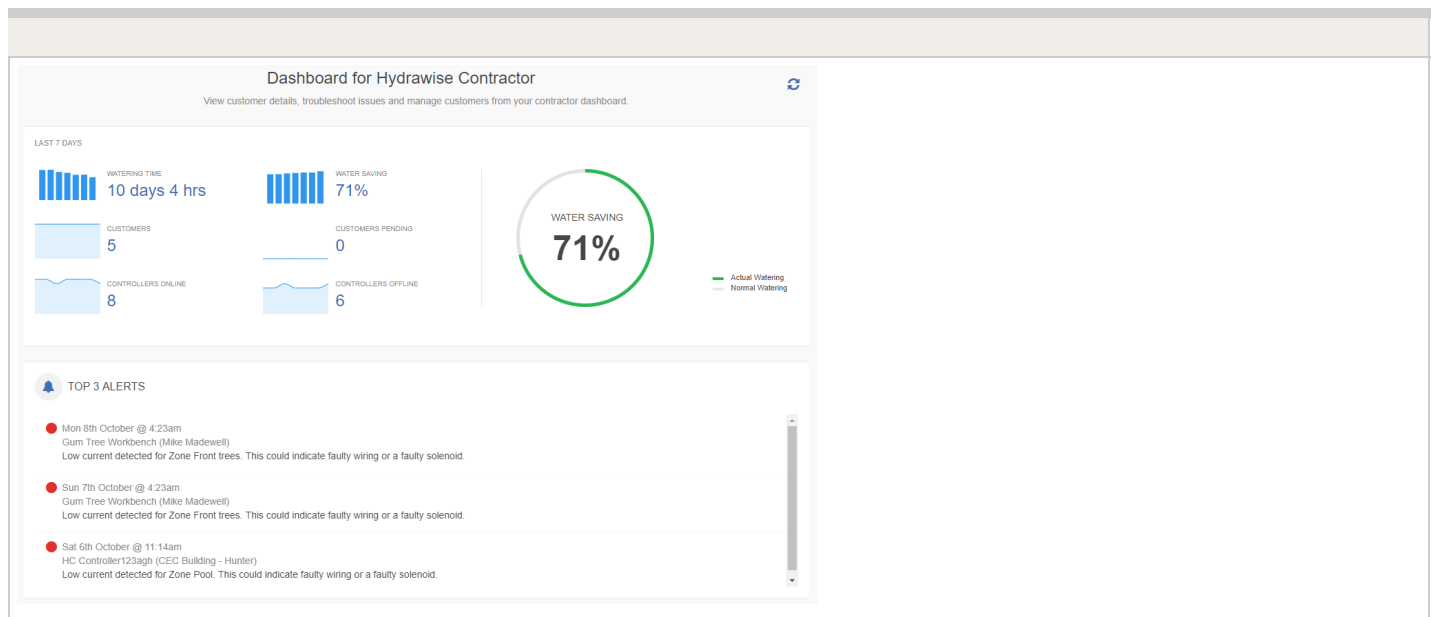 Dashboard for Hydrawise Contractor
View customer details, troubleshoot issues and manage customers from your contractor dashboard.
LAST 7 DAYS
WATERING TIME
10 days 4 hrs
WATER SAVING
71%
CUSTOMERS
5
CUSTOMERS PENDING
0
CONTROLLERS ONLINE
8
CONTROLLERS OFFLINE
6
WATER SAVING
71%
Actual Watering
Normal Watering
TOP 3 ALERTS
Mon 8th October @ 4:23am
Gum Tree Workbench (Mike Madewell)
Low current detected for Zone Front trees. This could indicate faulty wiring or a faulty solenoid.
Sun 7th October @ 4:23am
Gum Tree Workbench (Mike Madewell)
Low current detected for Zone Front trees. This could indicate faulty wiring or a faulty solenoid.
Sat 6th October @ 11:14am
HC Controller123agh (CEC Building - Hunter)
Low current detected for Zone Pool. This could indicate faulty wiring or a faulty solenoid.